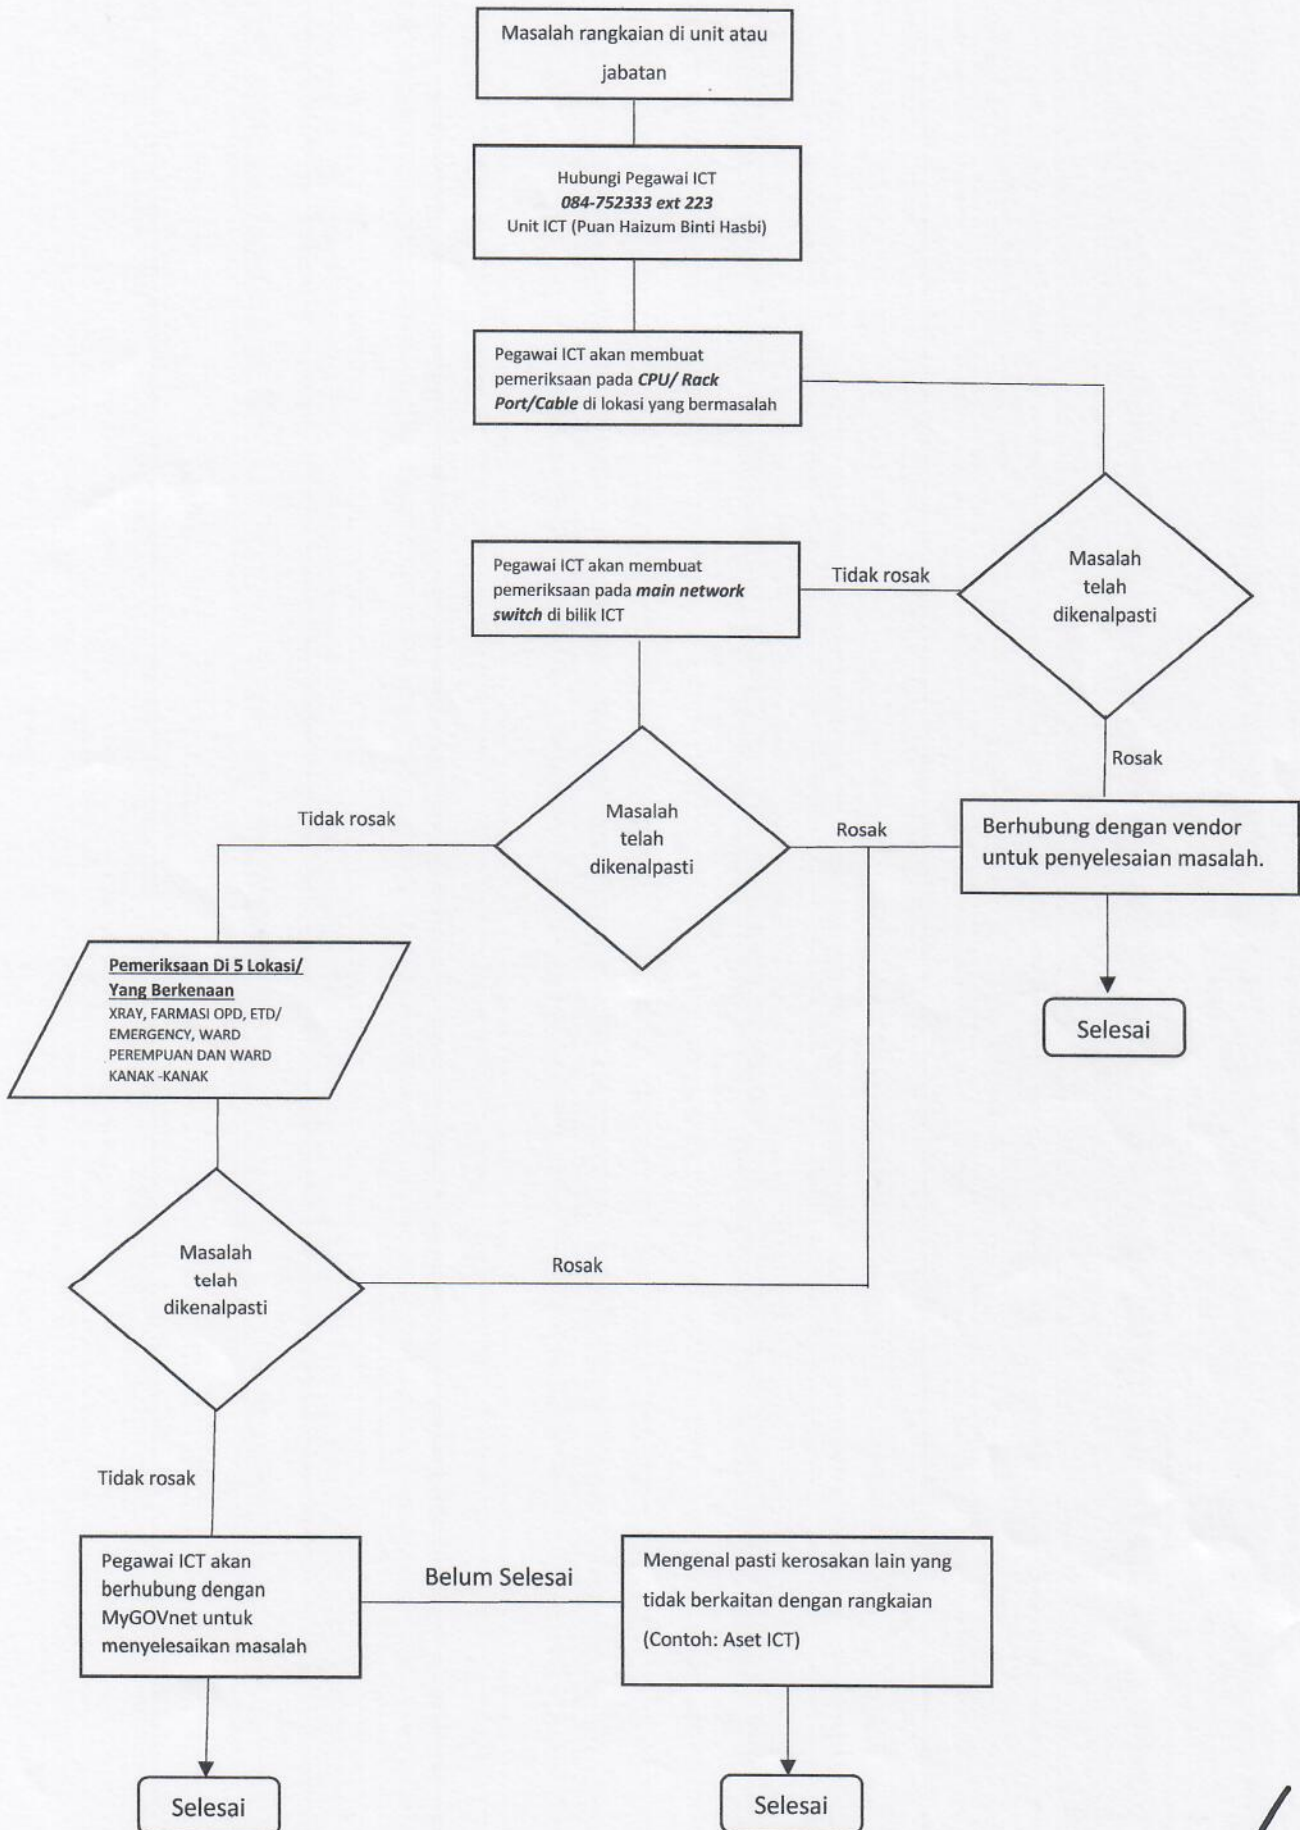 Masalah rangkaian di unit atau
jabatan
Hubungi Pegawai ICT
084-752333 ext 223
Unit ICT (Puan Haizum Binti Hasbi)
Pegawai ICT akan membuat
pemeriksaan pada CPU/ Rack
Port/Cable di lokasi yang bermasalah
Masalah
telah
dikenalpasti
Tidak rosak
Pegawai ICT akan membuat
pemeriksaan pada main network
switch di bilik ICT
Rosak
Berhubung dengan vendor
untuk penyelesaian masalah.
Selesai
Masalah
telah
dikenalpasti
Rosak
Tidak rosak
Pemeriksaan Di 5 Lokasi/
Yang Berkenaan
XRAY, FARMASI OPD, ETD/
EMERGENCY, WARD
PEREMPUAN DAN WARD
KANAK -KANAK
Masalah
telah
dikenalpasti
Rosak
Tidak rosak
Pegawai ICT akan
berhubung dengan
MyGOVnet untuk
menyelesaikan masalah
Belum Selesai
Mengenal pasti kerosakan lain yang
tidak berkaitan dengan rangkaian
(Contoh: Aset ICT)
Selesai
Selesai